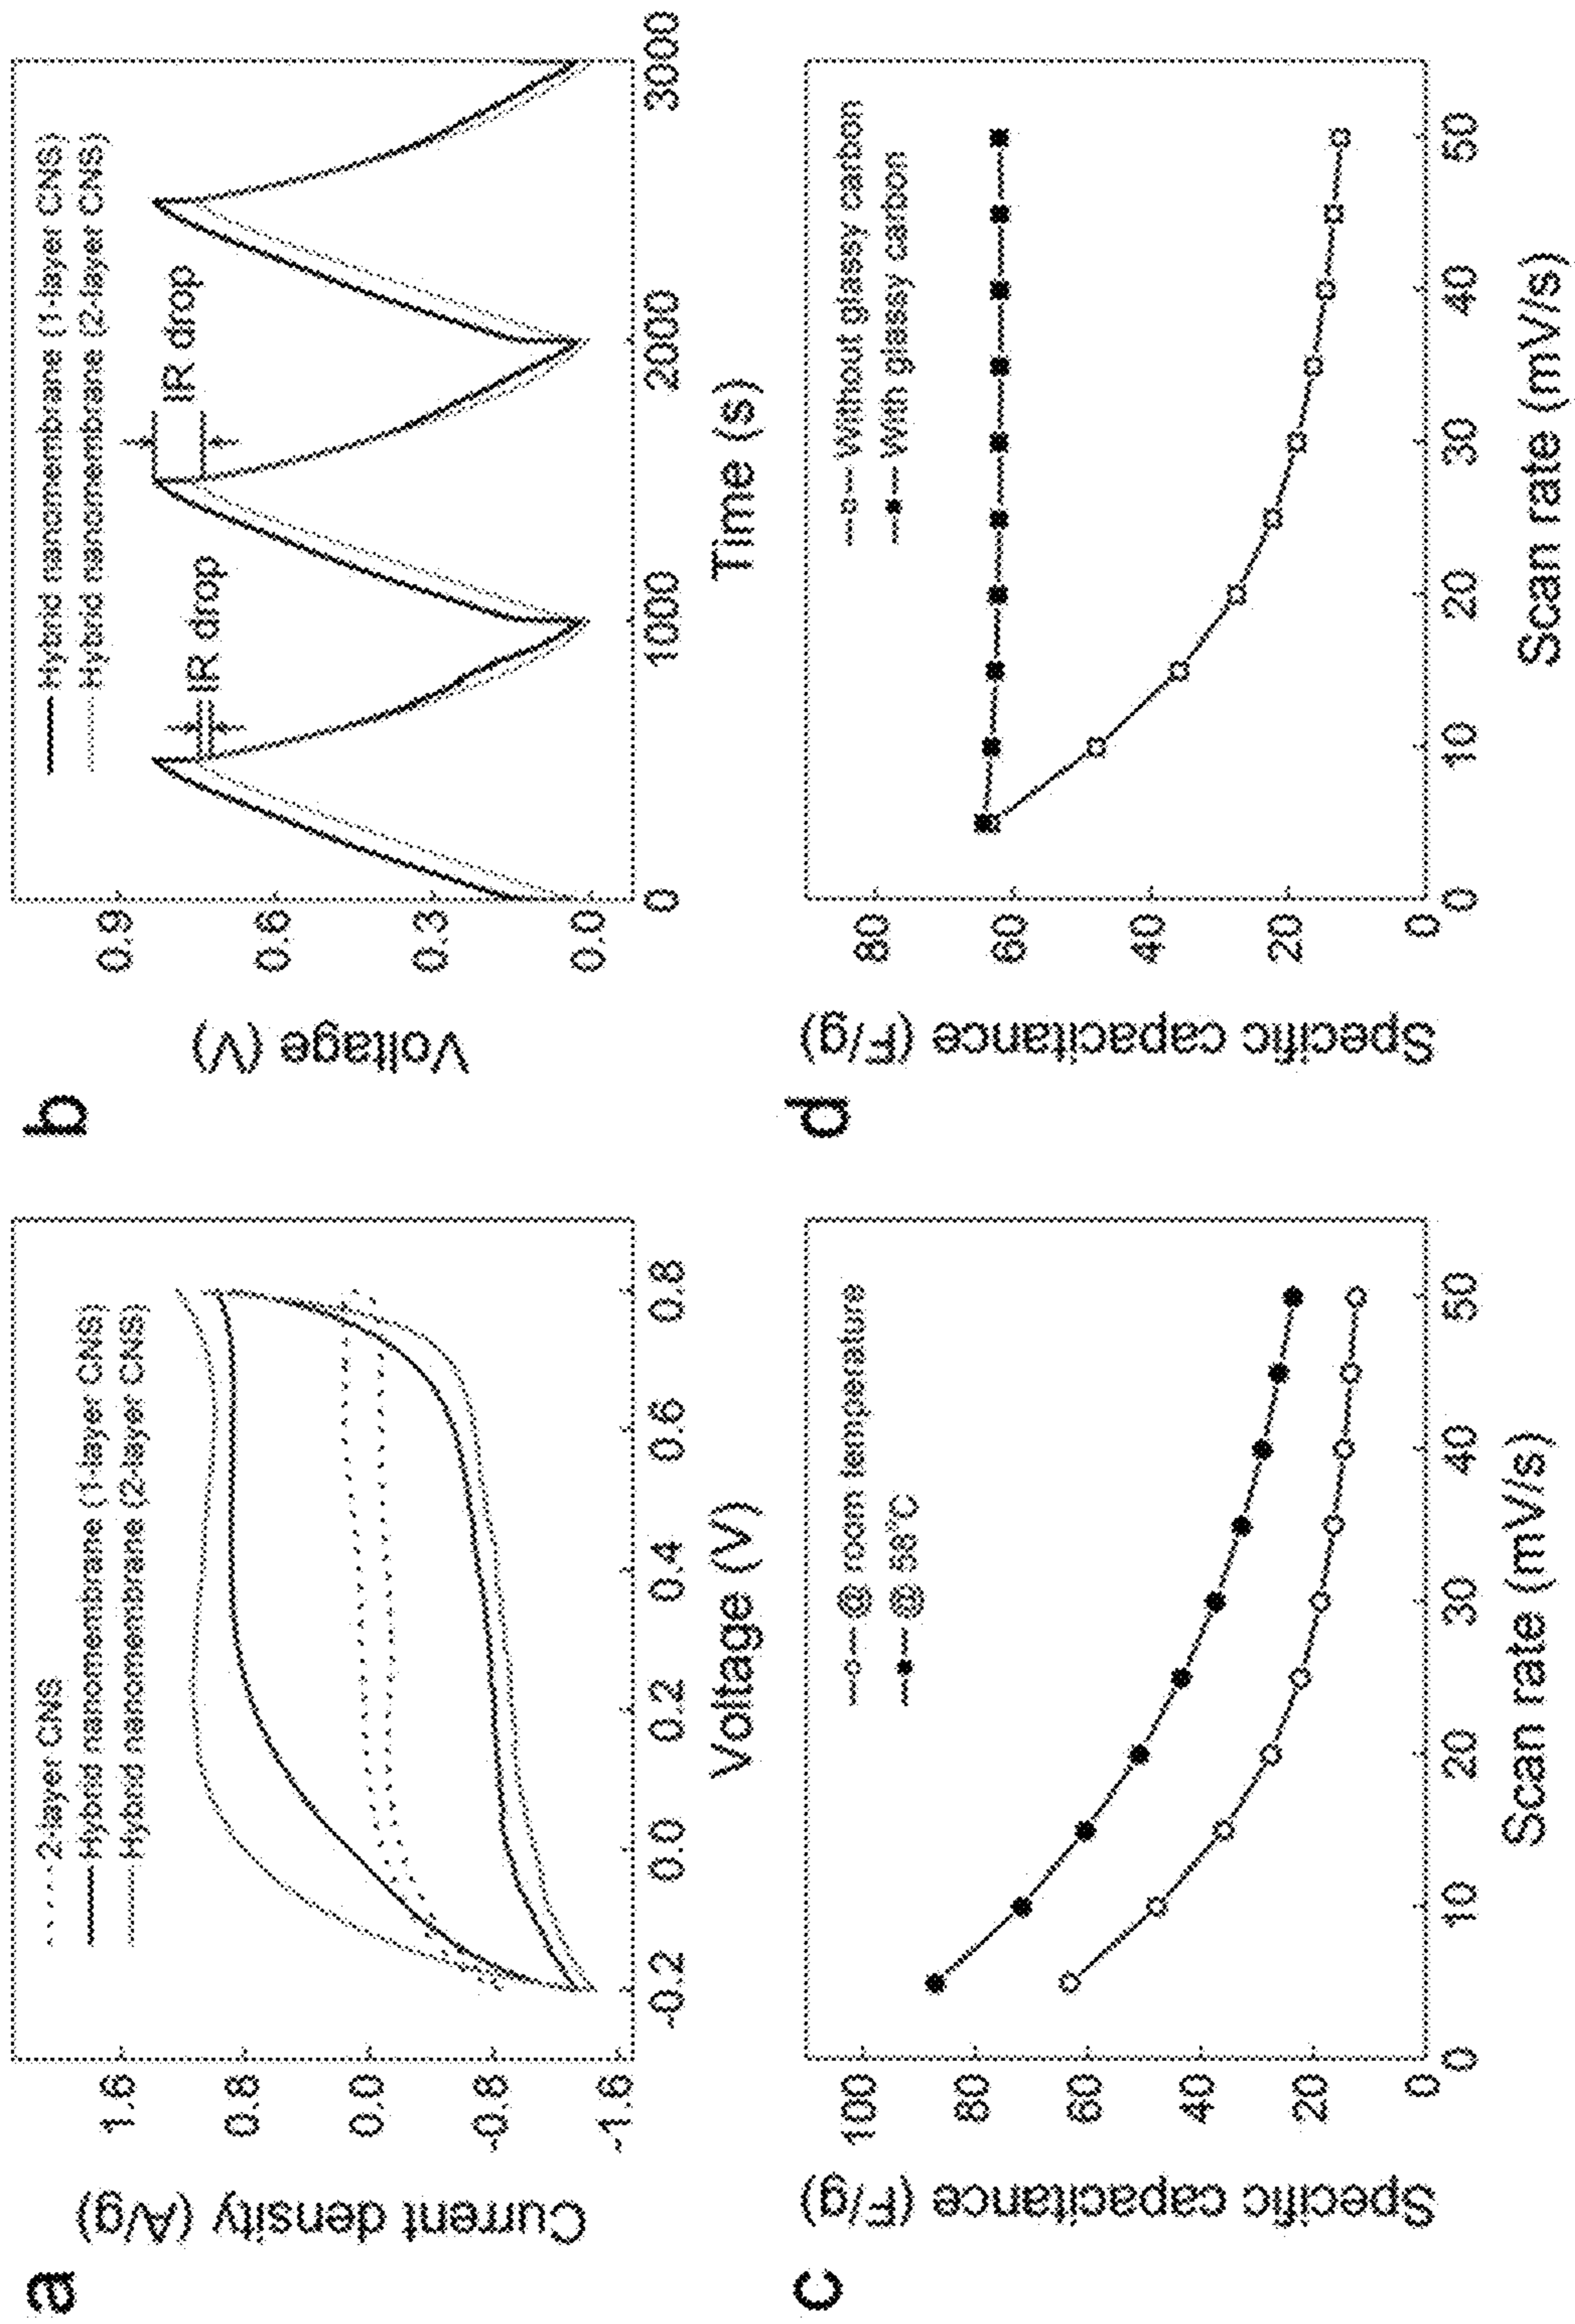 a
2-layer CNS
Hybrid nanomembrane (1-layer CNS)
Hybrid nanomembrane (2-layer CNS)
Current density (A/g)
1.6
0.8
0.0
-0.8
-1.6
-0.2 0.0 0.2 0.4 0.6 0.8
Voltage (V)
b
Hybrid nanomembrane (1-layer CNS)
Hybrid nanomembrane (2-layer CNS)
IR drop
IR drop
Voltage (V)
0.9
0.6
0.3
0.0
0 1000 2000 3000
Time (s)
c
@ room temperature
@ 58°C
Specific capacitance (F/g)
100
80
60
40
20
0
0 10 20 30 40 50
Scan rate (mV/s)
d
Without glassy carbon
With glassy carbon
Specific capacitance (F/g)
80
60
40
20
0
0 10 20 30 40 50
Scan rate (mV/s)